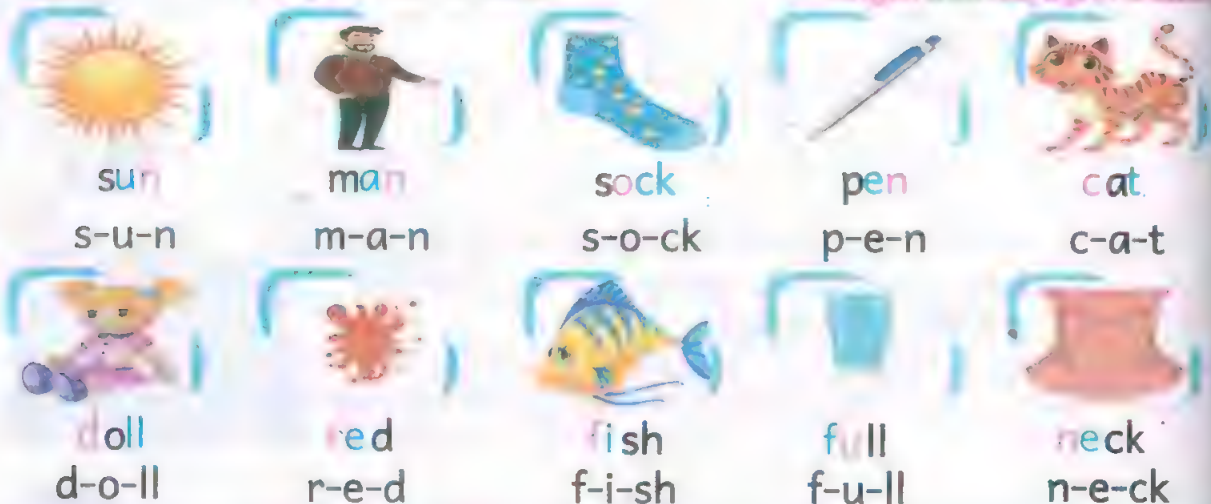 sun man sock pen cat
s-u-n m-a-n s-o-ck p-e-n c-a-t
doll red fish full neck
d-o-ll r-e-d f-i-sh f-u-ll n-e-ck